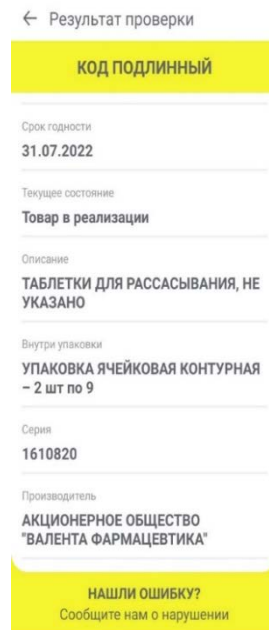 ← Результат проверки
КОД ПОДЛИННЫЙ
Срок годности
31.07.2022
Текущее состояние
Товар в реализации
Описание
ТАБЛЕТКИ ДЛЯ РАССАСЫВАНИЯ, НЕ
УКАЗАНО
Внутри упаковки
УПАКОВКА ЯЧЕЙКОВАЯ КОНТУРНАЯ
– 2 шт по 9
Серия
1610820
Производитель
АКЦИОНЕРНОЕ ОБЩЕСТВО
"ВАЛЕНТА ФАРМАЦЕВТИКА"
НАШЛИ ОШИБКУ?
Сообщите нам о нарушении